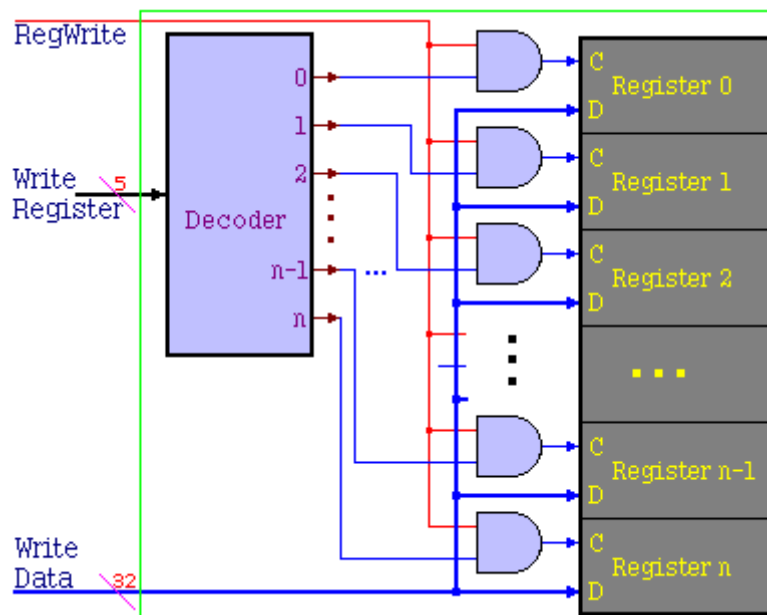 RegWrite
0
C
Register 0
D
1
C
Register 1
D
Write
Register
5
2
Decoder
C
Register 2
D
n-1
...
n
...
C
Register n-1
D
Write
Data
32
C
Register n
D